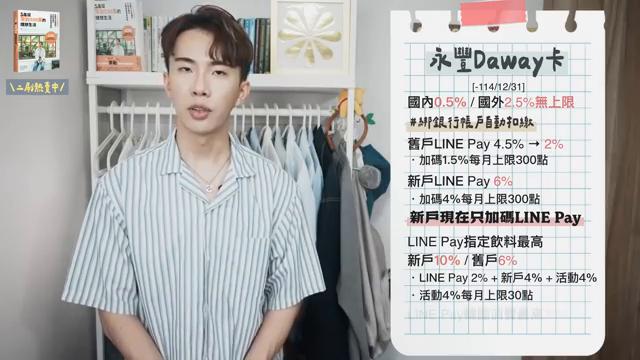 \二刷熱賣中/
永豐Daway卡
[-114/12/31]
國內0.5% / 國外2.5%無上限
#綁銀行帳戶自動扣繳
舊戶LINE Pay 4.5% → 2%
· 加碼1.5%每月上限300點
新戶LINE Pay 6%
· 加碼4%每月上限300點
新戶現在只加碼LINE Pay
LINE Pay指定飲料最高
新戶10% / 舊戶6%
· LINE Pay 2% + 新戶4% + 活動4%
· 活動4%每月上限30點